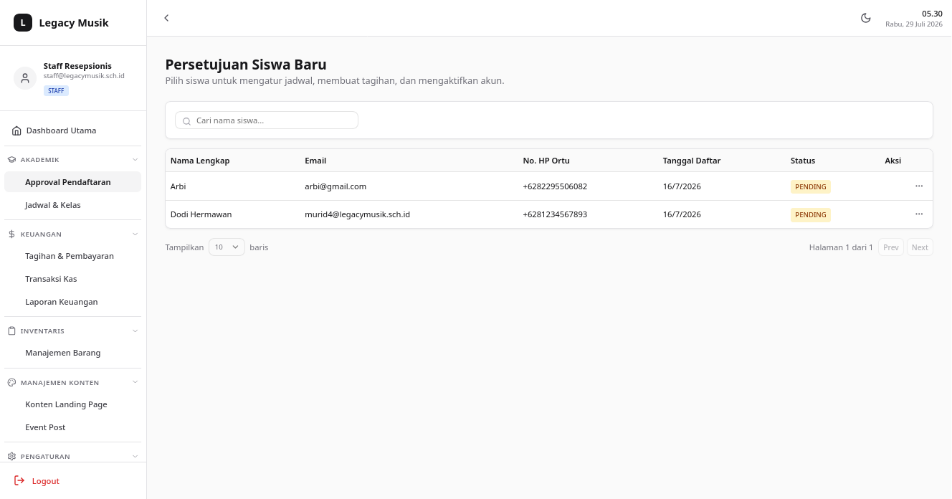 L Legacy Musik
05.30
Rabu, 29 Juli 2026
Staff Resepsionis
staff@legacymusik.sch.id
STAFF
Dashboard Utama
AKADEMIK
Approval Pendaftaran
Jadwal & Kelas
KEUANGAN
Tagihan & Pembayaran
Transaksi Kas
Laporan Keuangan
INVENTARIS
Manajemen Barang
MANAJEMEN KONTEN
Konten Landing Page
Event Post
PENGATURAN
Logout
Persetujuan Siswa Baru
Pilih siswa untuk mengatur jadwal, membuat tagihan, dan mengaktifkan akun.
Cari nama siswa...
Nama Lengkap Email No. HP Ortu Tanggal Daftar Status Aksi
Arbi arbi@gmail.com +6282295506082 16/7/2026 PENDING ...
Dodi Hermawan murid4@legacymusik.sch.id +6281234567893 16/7/2026 PENDING ...
Tampilkan 10 baris Halaman 1 dari 1 Prev Next